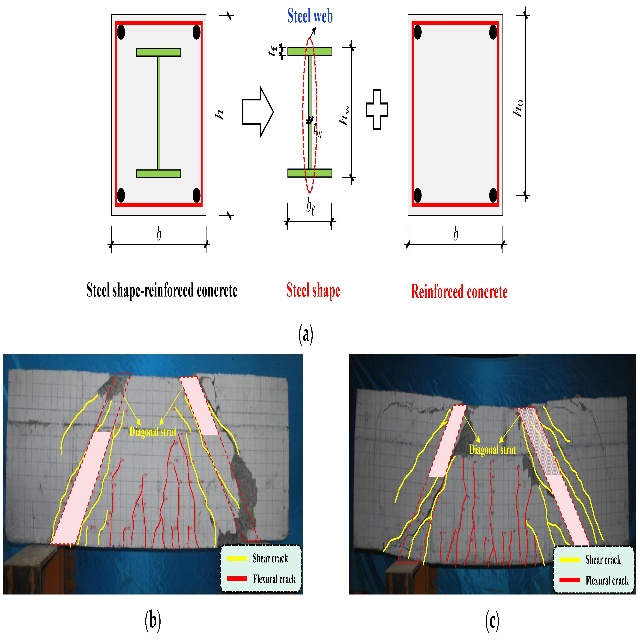 Steel web
t_f
h
t_w
h_w
h_0
b
b_f
b
Steel shape-reinforced concrete
Steel shape
Reinforced concrete
(a)
Diagonal strut
Shear crack
Flexural crack
(b)
Diagonal strut
Shear crack
Flexural crack
(c)